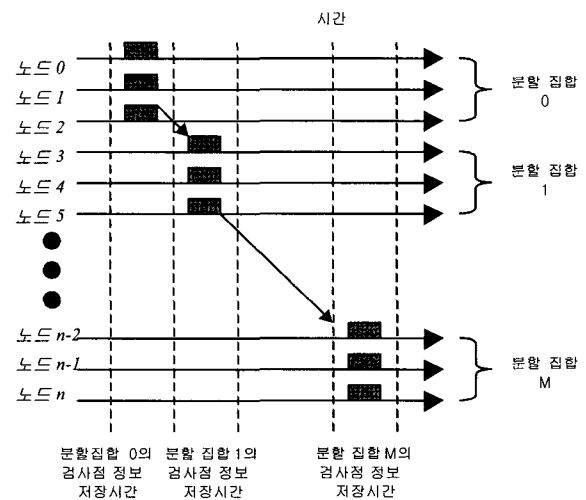 시간
노드 0
노드 1
노드 2
노드 3
노드 4
노드 5
노드 n-2
노드 n-1
노드 n
분할 집합
0
분할 집합
1
분할 집합
M
분할집합 0의
검사점 정보
저장시간
분할 집합1의
검사점 정보
저장시간
분할 집합M의
검사점 정보
저장시간